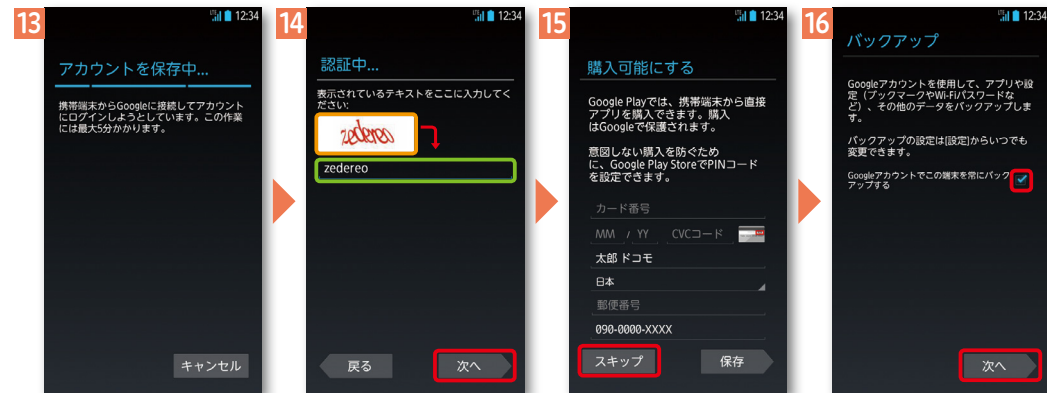 13
12:34
アカウントを保存中...
携帯端末からGoogleに接続してアカウント
にログインしようとしています。この作業
には最大5分かかります。
キャンセル
14
12:34
認証中...
表示されているテキストをここに入力してく
ださい:
zedereo
zedereo
戻る
次へ
15
12:34
購入可能にする
Google Playでは、携帯端末から直接
アプリを購入できます。購入
はGoogleで保護されます。
意図しない購入を防ぐため
に、Google Play StoreでPINコード
を設定できます。
カード番号
MM / YY CVCコード
太郎 ドコモ
日本
郵便番号
090-0000-XXXX
スキップ
保存
16
12:34
バックアップ
Googleアカウントを使用して、アプリや設
定（ブックマークやWi-Fiパスワードな
ど）、その他のデータをバックアップしま
す。
バックアップの設定は[設定]からいつでも
変更できます。
Googleアカウントでこの端末を常にバック
アップする
次へ